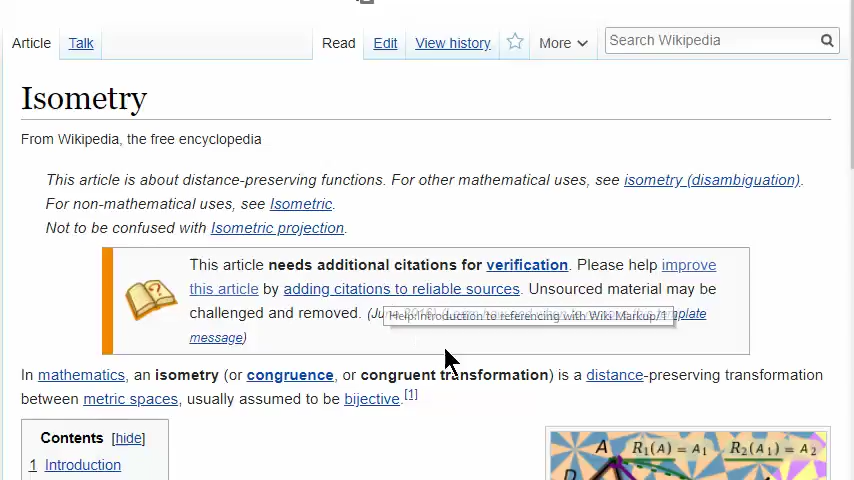 Article Talk Read Edit View history More Search Wikipedia
Isometry
From Wikipedia, the free encyclopedia
This article is about distance-preserving functions. For other mathematical uses, see isometry (disambiguation).
For non-mathematical uses, see Isometric.
Not to be confused with Isometric projection.
This article needs additional citations for verification. Please help improve
this article by adding citations to reliable sources. Unsourced material may be
challenged and removed.
Help:Introduction to referencing with Wiki Markup/1
message)
In mathematics, an isometry (or congruence, or congruent transformation) is a distance-preserving transformation
between metric spaces, usually assumed to be bijective.[1]
Contents [hide]
1 Introduction
A R₁(A) = A₁ R₂(A₁) = A₂